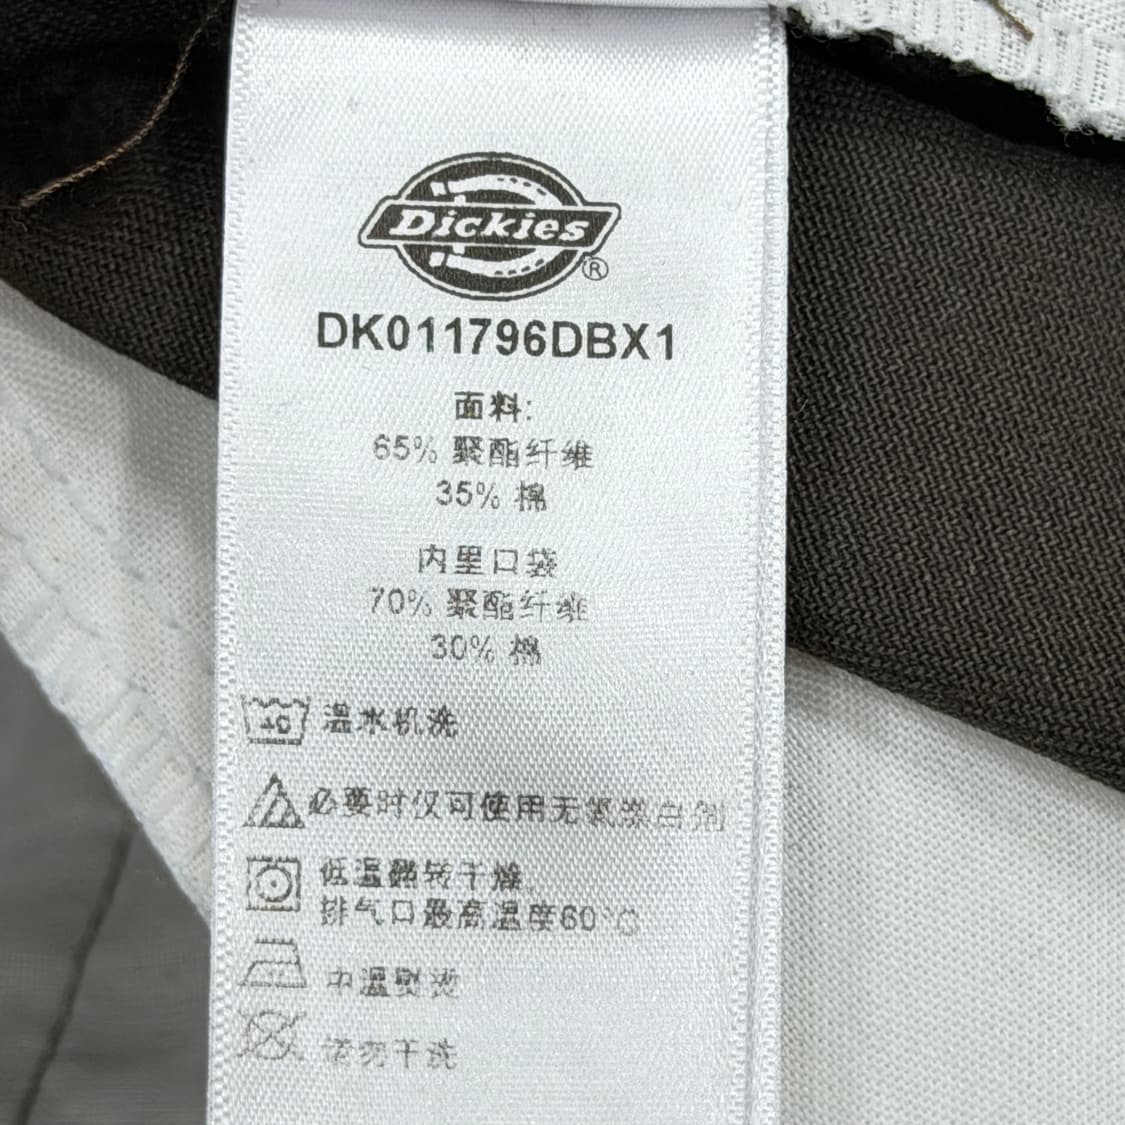 Dickies
®
DK011796DBX1
面料:
65% 聚酯纤维
35% 棉
内里口袋
70% 聚酯纤维
30% 棉
40 温水机洗
必要时仅可使用无氯漂白剂
低温翻转干燥
排气口最高温度60°C
中温熨烫
请勿干洗